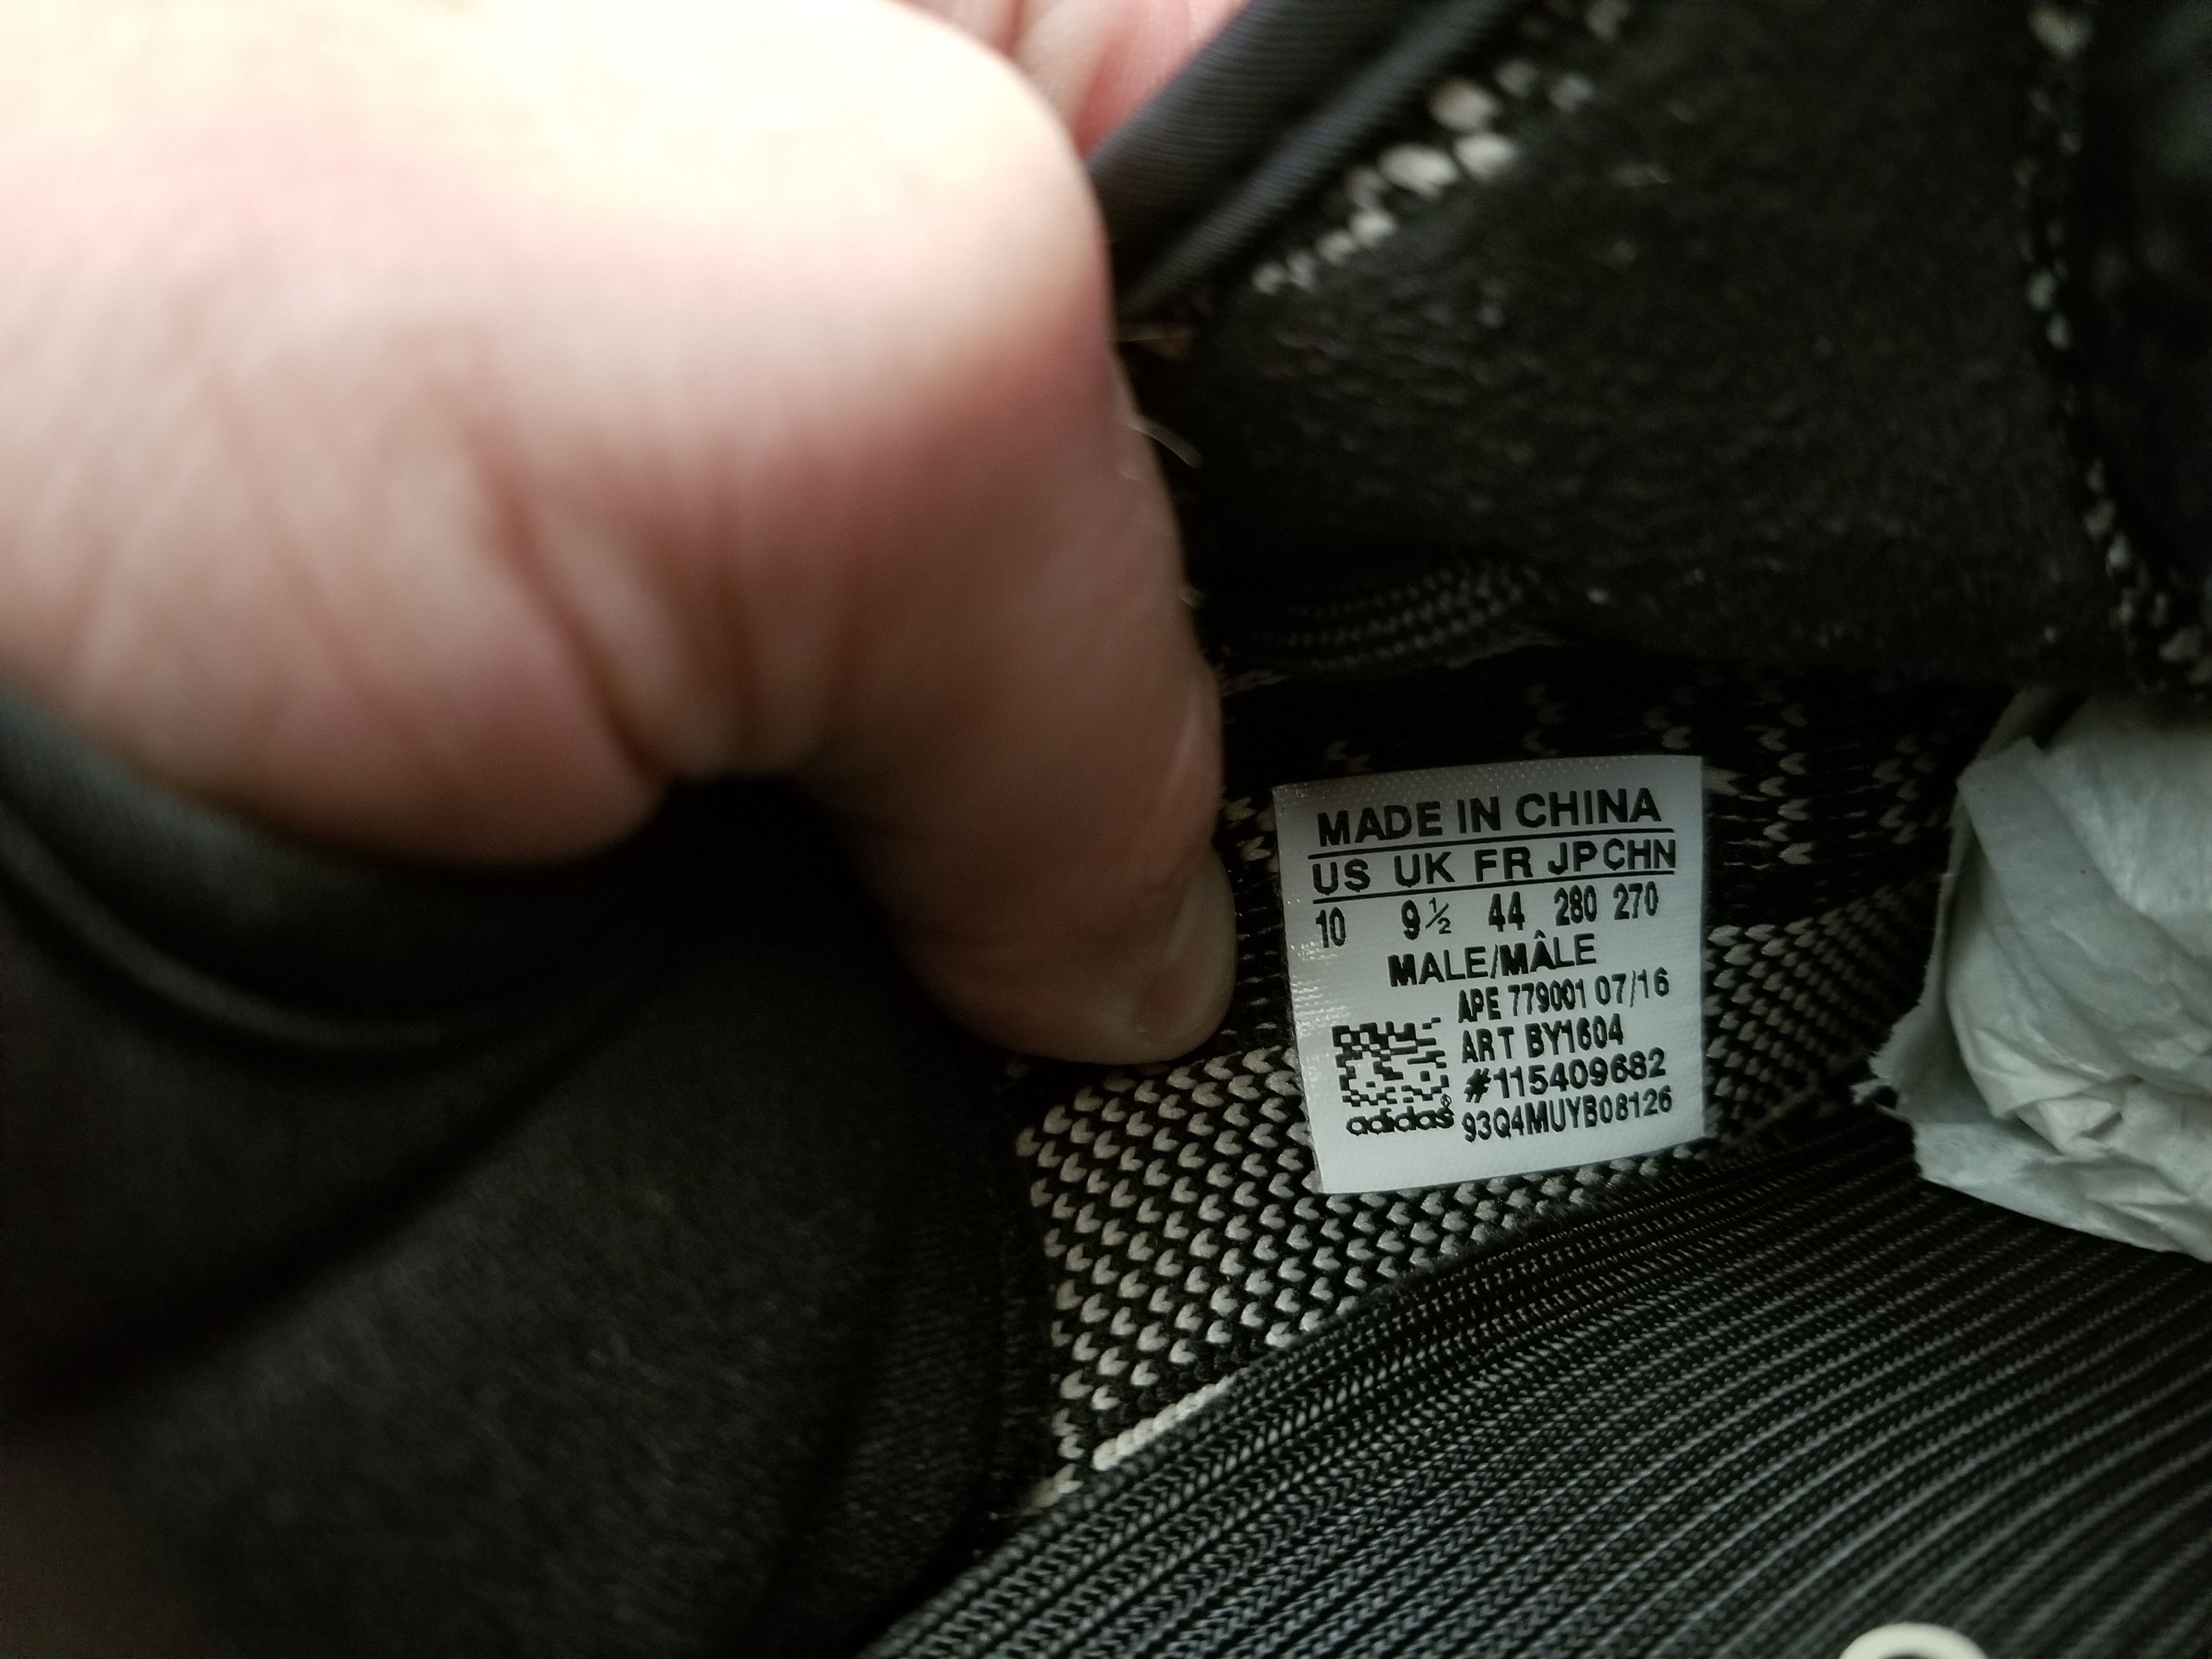 MADE IN CHINA
US UK FR JP CHN
10 9½ 44 280 270
MALE/MÂLE
APE 779001 07/16
ART BY1604
#115409682
adidas® 93Q4MUYB08126